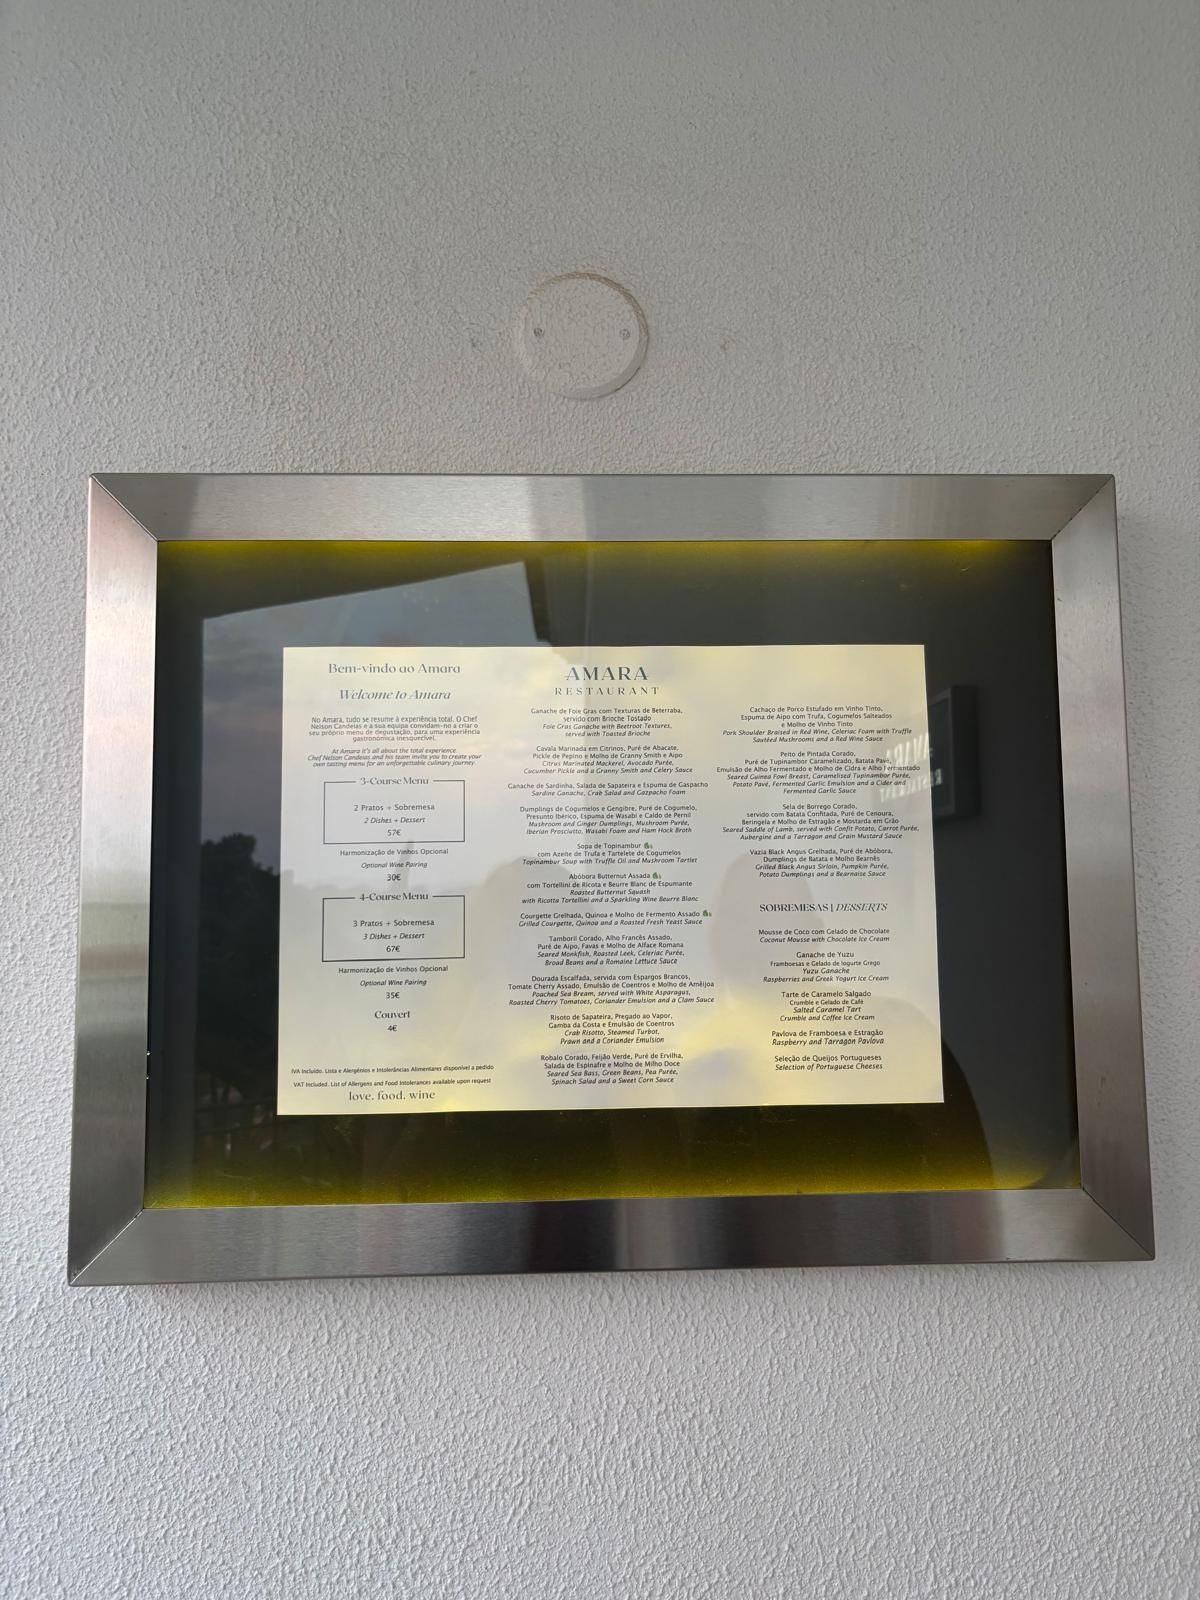 Bem-vindo ao Amara
Welcome to Amara
No Amara, tudo se resume à experiência total. O Chef
Nelson Candeias e a sua equipa convidam-no a criar o
seu próprio menu de degustação, para uma experiência
gastronómica inesquecível.
At Amara it's all about the total experience.
Chef Nelson Candeias and his team invite you to create your
own tasting menu for an unforgettable culinary journey.
3-Course Menu
2 Pratos + Sobremesa
2 Dishes + Dessert
57€
Harmonização de Vinhos Opcional
Optional Wine Pairing
30€
4-Course Menu
3 Pratos + Sobremesa
3 Dishes + Dessert
67€
Harmonização de Vinhos Opcional
Optional Wine Pairing
35€
Couvert
4€
IVA Incluído. Lista e Alergénios e Intolerâncias Alimentares disponível a pedido
VAT Included. List of Allergens and Food Intolerances available upon request
love. food. wine
AMARA
RESTAURANT
Ganache de Foie Gras com Texturas de Beterraba,
servido com Brioche Tostado
Foie Gras Ganache with Beetroot Textures,
served with Toasted Brioche
Cavala Marinada em Citrinos, Puré de Abacate,
Pickle de Pepino e Molho de Granny Smith e Aipo
Citrus Marinated Mackerel, Avocado Purée,
Cucumber Pickle and a Granny Smith and Celery Sauce
Ganache de Sardinha, Salada de Sapateira e Espuma de Gaspacho
Sardine Ganache, Crab Salad and Gazpacho Foam
Dumplings de Cogumelos e Gengibre, Puré de Cogumelo,
Presunto Ibérico, Espuma de Wasabi e Caldo de Pernil
Mushroom and Ginger Dumplings, Mushroom Purée,
Iberian Prosciutto, Wasabi Foam and Ham Hock Broth
Sopa de Topinambur
com Azeite de Trufa e Tartelete de Cogumelos
Topinambur Soup with Truffle Oil and Mushroom Tartlet
Abóbora Butternut Assada
com Tortellini de Ricota e Beurre Blanc de Espumante
Roasted Butternut Squash
with Ricotta Tortellini and a Sparkling Wine Beurre Blanc
Courgette Grelhada, Quinoa e Molho de Fermento Assado
Grilled Courgette, Quinoa and a Roasted Fresh Yeast Sauce
Tamboril Corado, Alho Francês Assado,
Puré de Aipo, Favas e Molho de Alface Romana
Seared Monkfish, Roasted Leek, Celeriac Purée,
Broad Beans and a Romaine Lettuce Sauce
Dourada Escalfada, servida com Espargos Brancos,
Tomate Cherry Assado, Emulsão de Coentros e Molho de Amêijoa
Poached Sea Bream, served with White Asparagus,
Roasted Cherry Tomatoes, Coriander Emulsion and a Clam Sauce
Risoto de Sapateira, Pregado ao Vapor,
Gamba da Costa e Emulsão de Coentros
Crab Risotto, Steamed Turbot,
Prawn and a Coriander Emulsion
Robalo Corado, Feijão Verde, Puré de Ervilha,
Salada de Espinafre e Molho de Milho Doce
Seared Sea Bass, Green Beans, Pea Purée,
Spinach Salad and a Sweet Corn Sauce
Cachaço de Porco Estufado em Vinho Tinto,
Espuma de Aipo com Trufa, Cogumelos Salteados
e Molho de Vinho Tinto
Pork Shoulder Braised in Red Wine, Celeriac Foam with Truffle
Sautéed Mushrooms and a Red Wine Sauce
Peito de Pintada Corado,
Puré de Tupinambur Caramelizado, Batata Pavé,
Emulsão de Alho Fermentado e Molho de Cidra e Alho Fermentado
Seared Guinea Fowl Breast, Caramelised Tupinambor Purée,
Potato Pavé, Fermented Garlic Emulsion and a Cider and
Fermented Garlic Sauce
Sela de Borrego Corado,
servido com Batata Confitada, Puré de Cenoura,
Beringela e Molho de Estragão e Mostarda em Grão
Seared Saddle of Lamb, served with Confit Potato, Carrot Purée,
Aubergine and a Tarragon and Grain Mustard Sauce
Vazia Black Angus Grelhada, Puré de Abóbora,
Dumplings de Batata e Molho Bearnês
Grilled Black Angus Sirloin, Pumpkin Purée,
Potato Dumplings and a Bearnaise Sauce
SOBREMESAS | DESSERTS
Mousse de Coco com Gelado de Chocolate
Coconut Mousse with Chocolate Ice Cream
Ganache de Yuzu
Framboesas e Gelado de Iogurte Grego
Yuzu Ganache
Raspberries and Greek Yogurt Ice Cream
Tarte de Caramelo Salgado
Crumble e Gelado de Café
Salted Caramel Tart
Crumble and Coffee Ice Cream
Pavlova de Framboesa e Estragão
Raspberry and Tarragon Pavlova
Seleção de Queijos Portugueses
Selection of Portuguese Cheeses